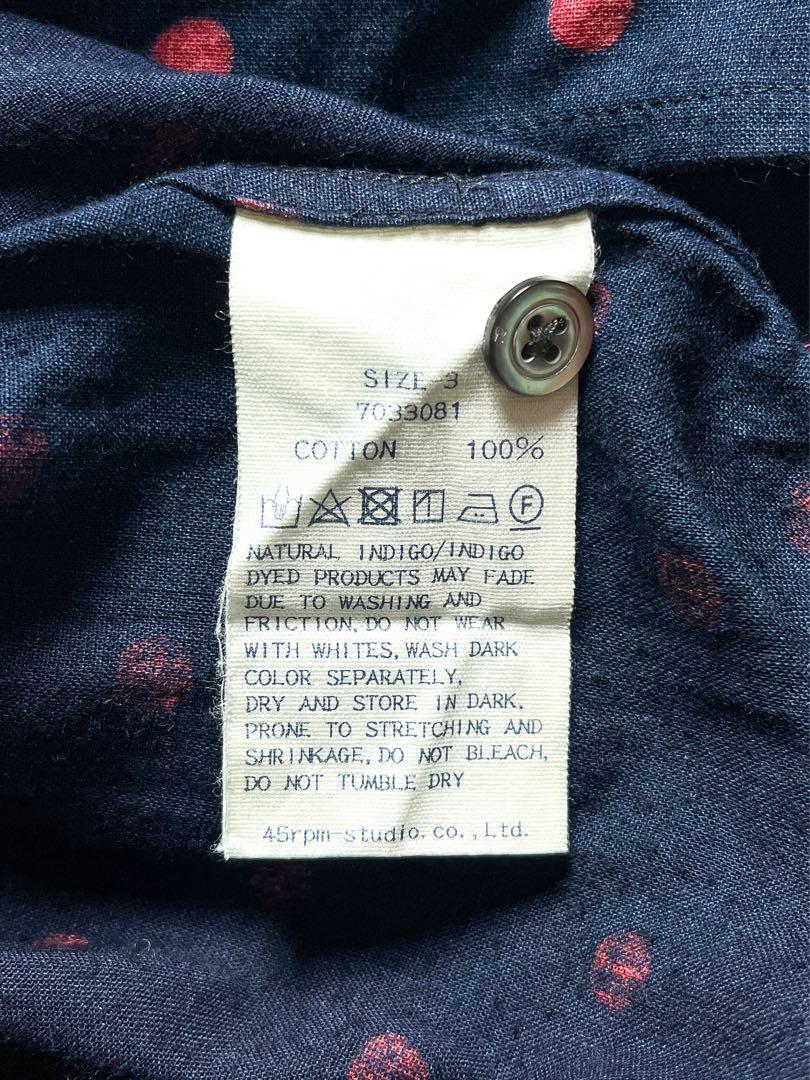 SIZE 3
7033081
COTTON 100%
F
NATURAL INDIGO/INDIGO
DYED PRODUCTS MAY FADE
DUE TO WASHING AND
FRICTION, DO NOT WEAR
WITH WHITES, WASH DARK
COLOR SEPARATELY,
DRY AND STORE IN DARK.
PRONE TO STRETCHING AND
SHRINKAGE, DO NOT BLEACH,
DO NOT TUMBLE DRY
45rpm-studio.co.,Ltd.